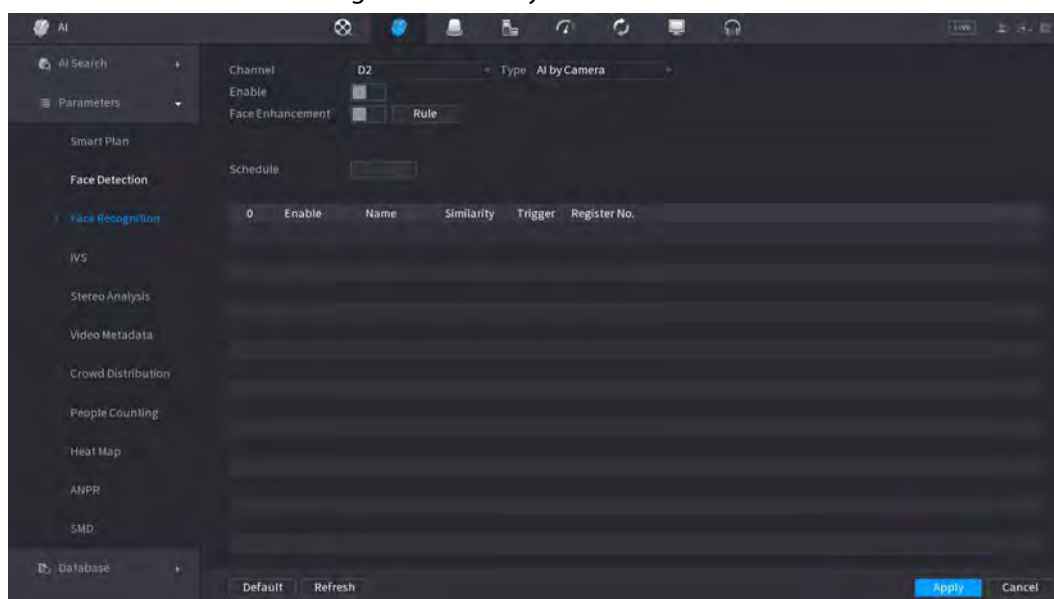 AI
LIVE
AI Search
Parameters
Smart Plan
Face Detection
Face Recognition
IVS
Stereo Analysis
Video Metadata
Crowd Distribution
People Counting
Heat Map
ANPR
SMD
Database
Channel D2 Type AI by Camera
Enable
Face Enhancement Rule
Schedule
0 Enable Name Similarity Trigger Register No.
Default Refresh Apply Cancel